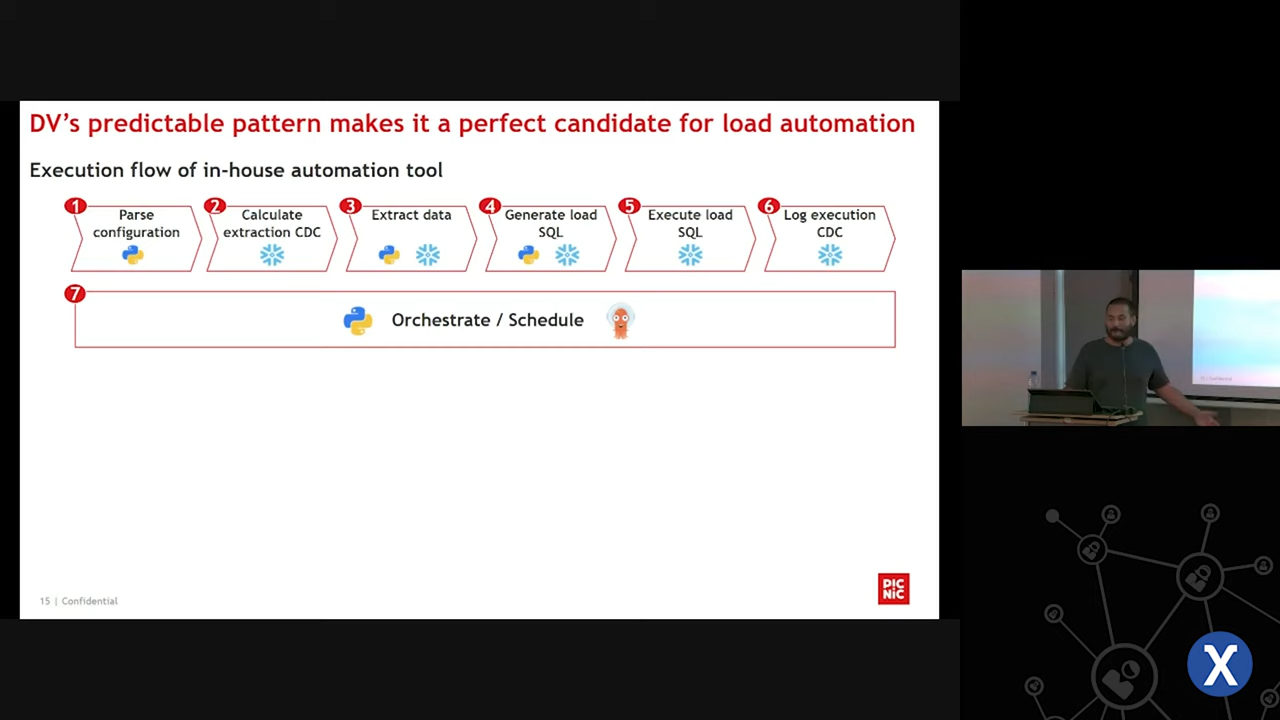 DV's predictable pattern makes it a perfect candidate for load automation
Execution flow of in-house automation tool
1
Parse
configuration
2
Calculate
extraction CDC
3
Extract data
4
Generate load
SQL
5
Execute load
SQL
6
Log execution
CDC
7
Orchestrate / Schedule
15 | Confidential
PIC
NIC
X